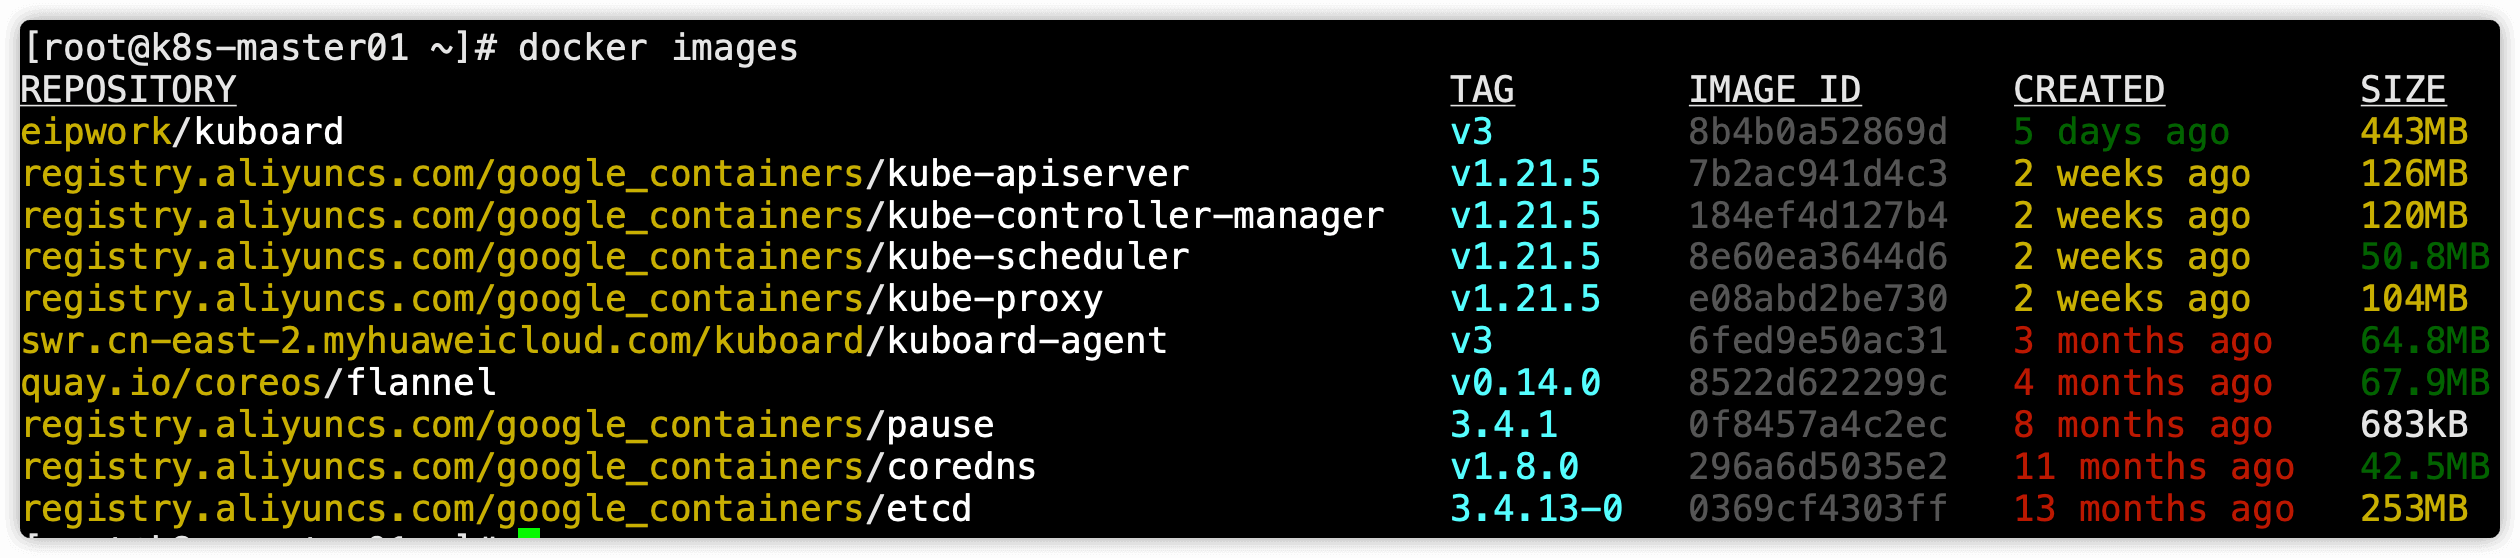 [root@k8s-master01 ~]# docker images
REPOSITORY TAG IMAGE ID CREATED SIZE
eipwork/kuboard v3 8b4b0a52869d 5 days ago 443MB
registry.aliyuncs.com/google_containers/kube-apiserver v1.21.5 7b2ac941d4c3 2 weeks ago 126MB
registry.aliyuncs.com/google_containers/kube-controller-manager v1.21.5 184ef4d127b4 2 weeks ago 120MB
registry.aliyuncs.com/google_containers/kube-scheduler v1.21.5 8e60ea3644d6 2 weeks ago 50.8MB
registry.aliyuncs.com/google_containers/kube-proxy v1.21.5 e08abd2be730 2 weeks ago 104MB
swr.cn-east-2.myhuaweicloud.com/kuboard/kuboard-agent v3 6fed9e50ac31 3 months ago 64.8MB
quay.io/coreos/flannel v0.14.0 8522d622299c 4 months ago 67.9MB
registry.aliyuncs.com/google_containers/pause 3.4.1 0f8457a4c2ec 8 months ago 683kB
registry.aliyuncs.com/google_containers/coredns v1.8.0 296a6d5035e2 11 months ago 42.5MB
registry.aliyuncs.com/google_containers/etcd 3.4.13-0 0369cf4303ff 13 months ago 253MB